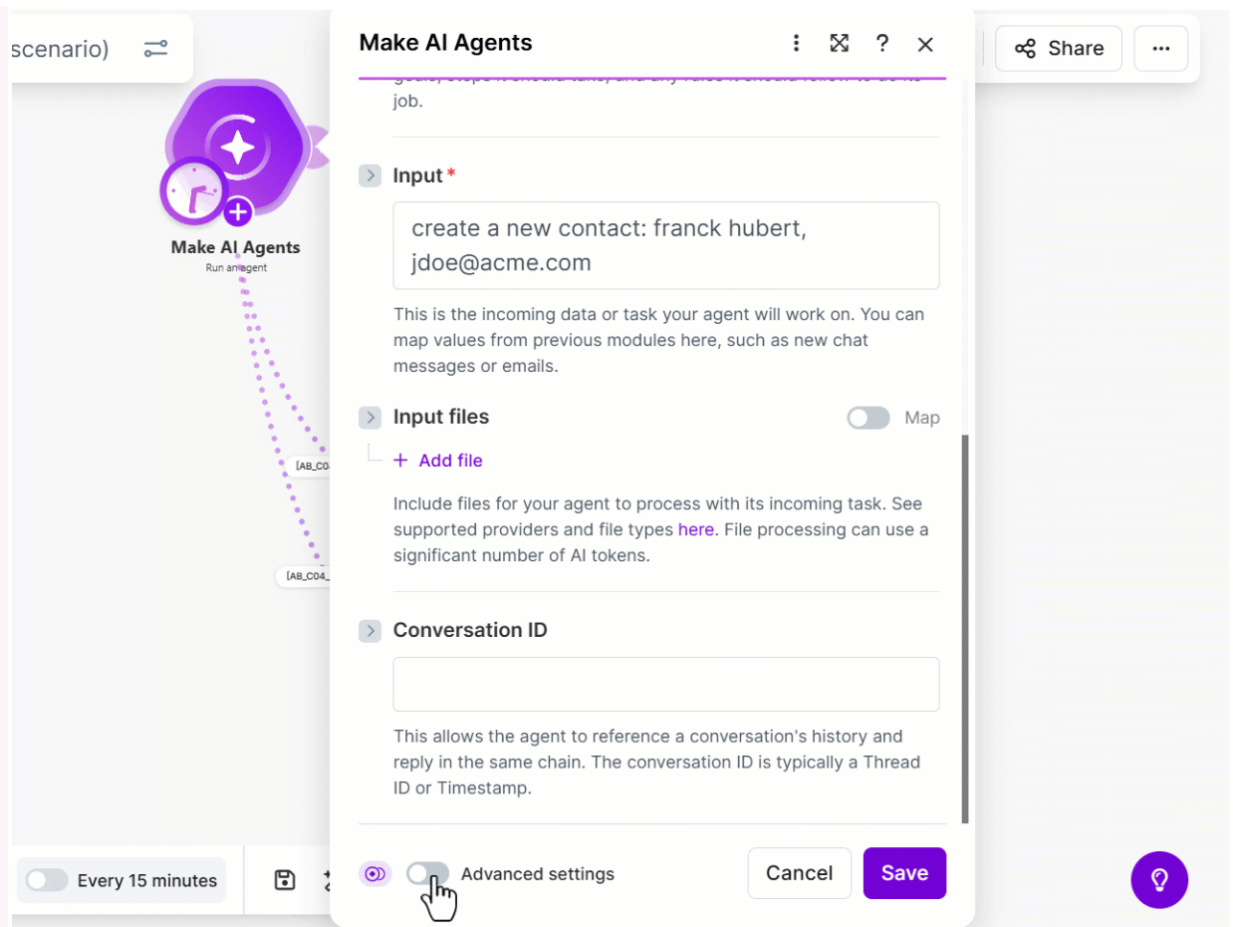 scenario)
Make AI Agents
Share
job.
Input *
create a new contact: franck hubert,
jdoe@acme.com
Make AI Agents
Run an agent
This is the incoming data or task your agent will work on. You can
map values from previous modules here, such as new chat
messages or emails.
Input files
Map
+ Add file
[AB_C0
Include files for your agent to process with its incoming task. See
supported providers and file types here. File processing can use a
significant number of AI tokens.
[AB_C04_
Conversation ID
This allows the agent to reference a conversation's history and
reply in the same chain. The conversation ID is typically a Thread
ID or Timestamp.
Every 15 minutes
Advanced settings
Cancel
Save